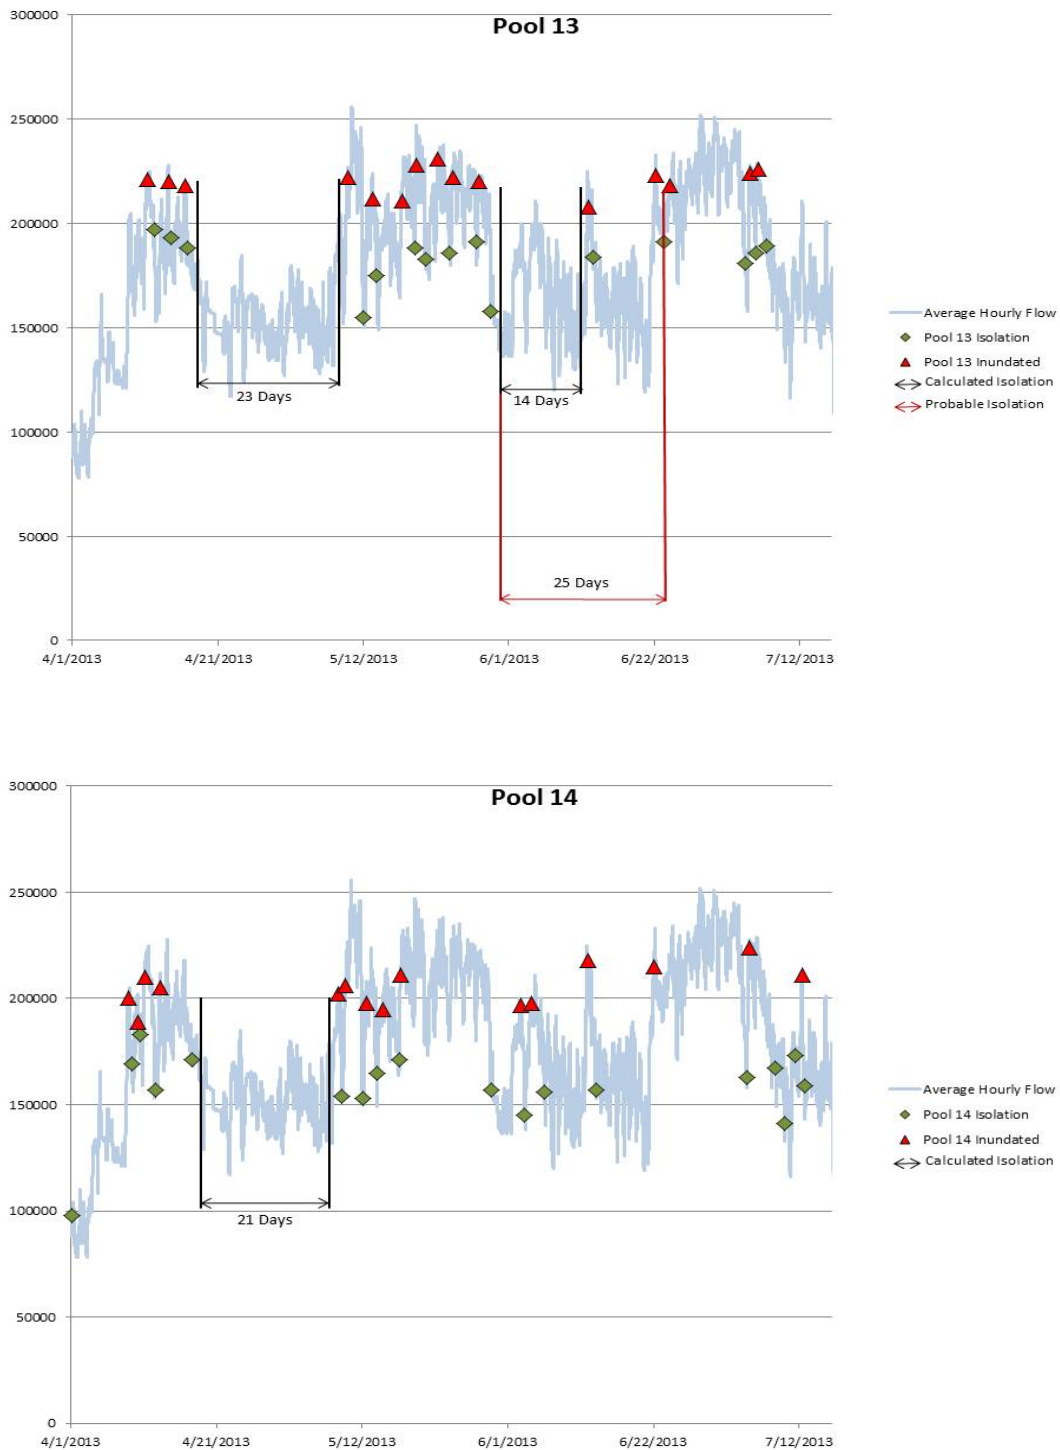 Pool 13
300000
250000
200000
150000
100000
50000
0
23 Days
14 Days
25 Days
4/1/2013 4/21/2013 5/12/2013 6/1/2013 6/22/2013 7/12/2013
Average Hourly Flow
Pool 13 Isolation
Pool 13 Inundated
Calculated Isolation
Probable Isolation
Pool 14
300000
250000
200000
150000
100000
50000
0
21 Days
4/1/2013 4/21/2013 5/12/2013 6/1/2013 6/22/2013 7/12/2013
Average Hourly Flow
Pool 14 Isolation
Pool 14 Inundated
Calculated Isolation